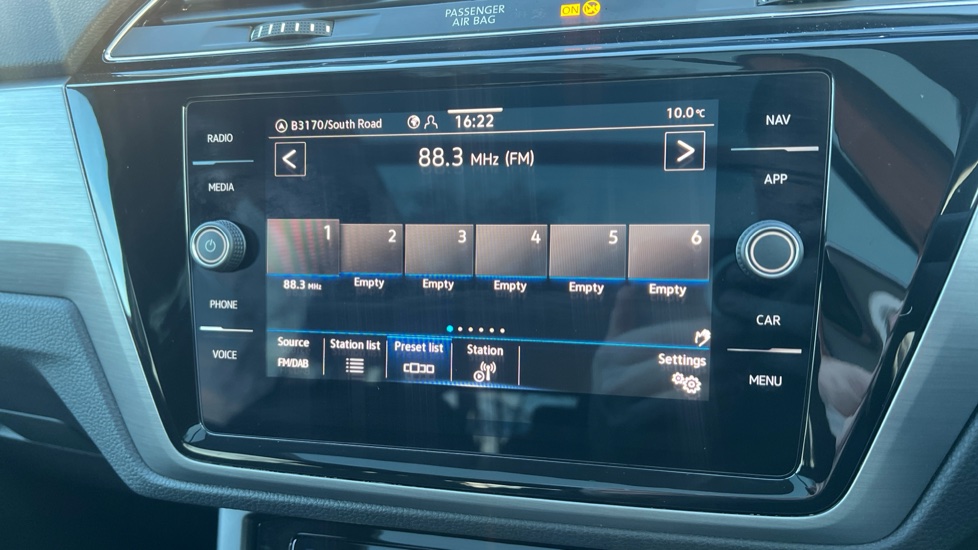 PASSENGER
AIR BAG
ON
B3170/South Road
16:22
10.0°C
RADIO
MEDIA
PHONE
VOICE
<
88.3 MHz (FM)
>
1
2
3
4
5
6
88.3 MHz
Empty
Empty
Empty
Empty
Empty
Source
FM/DAB
Station list
Preset list
Station
Settings
NAV
APP
CAR
MENU